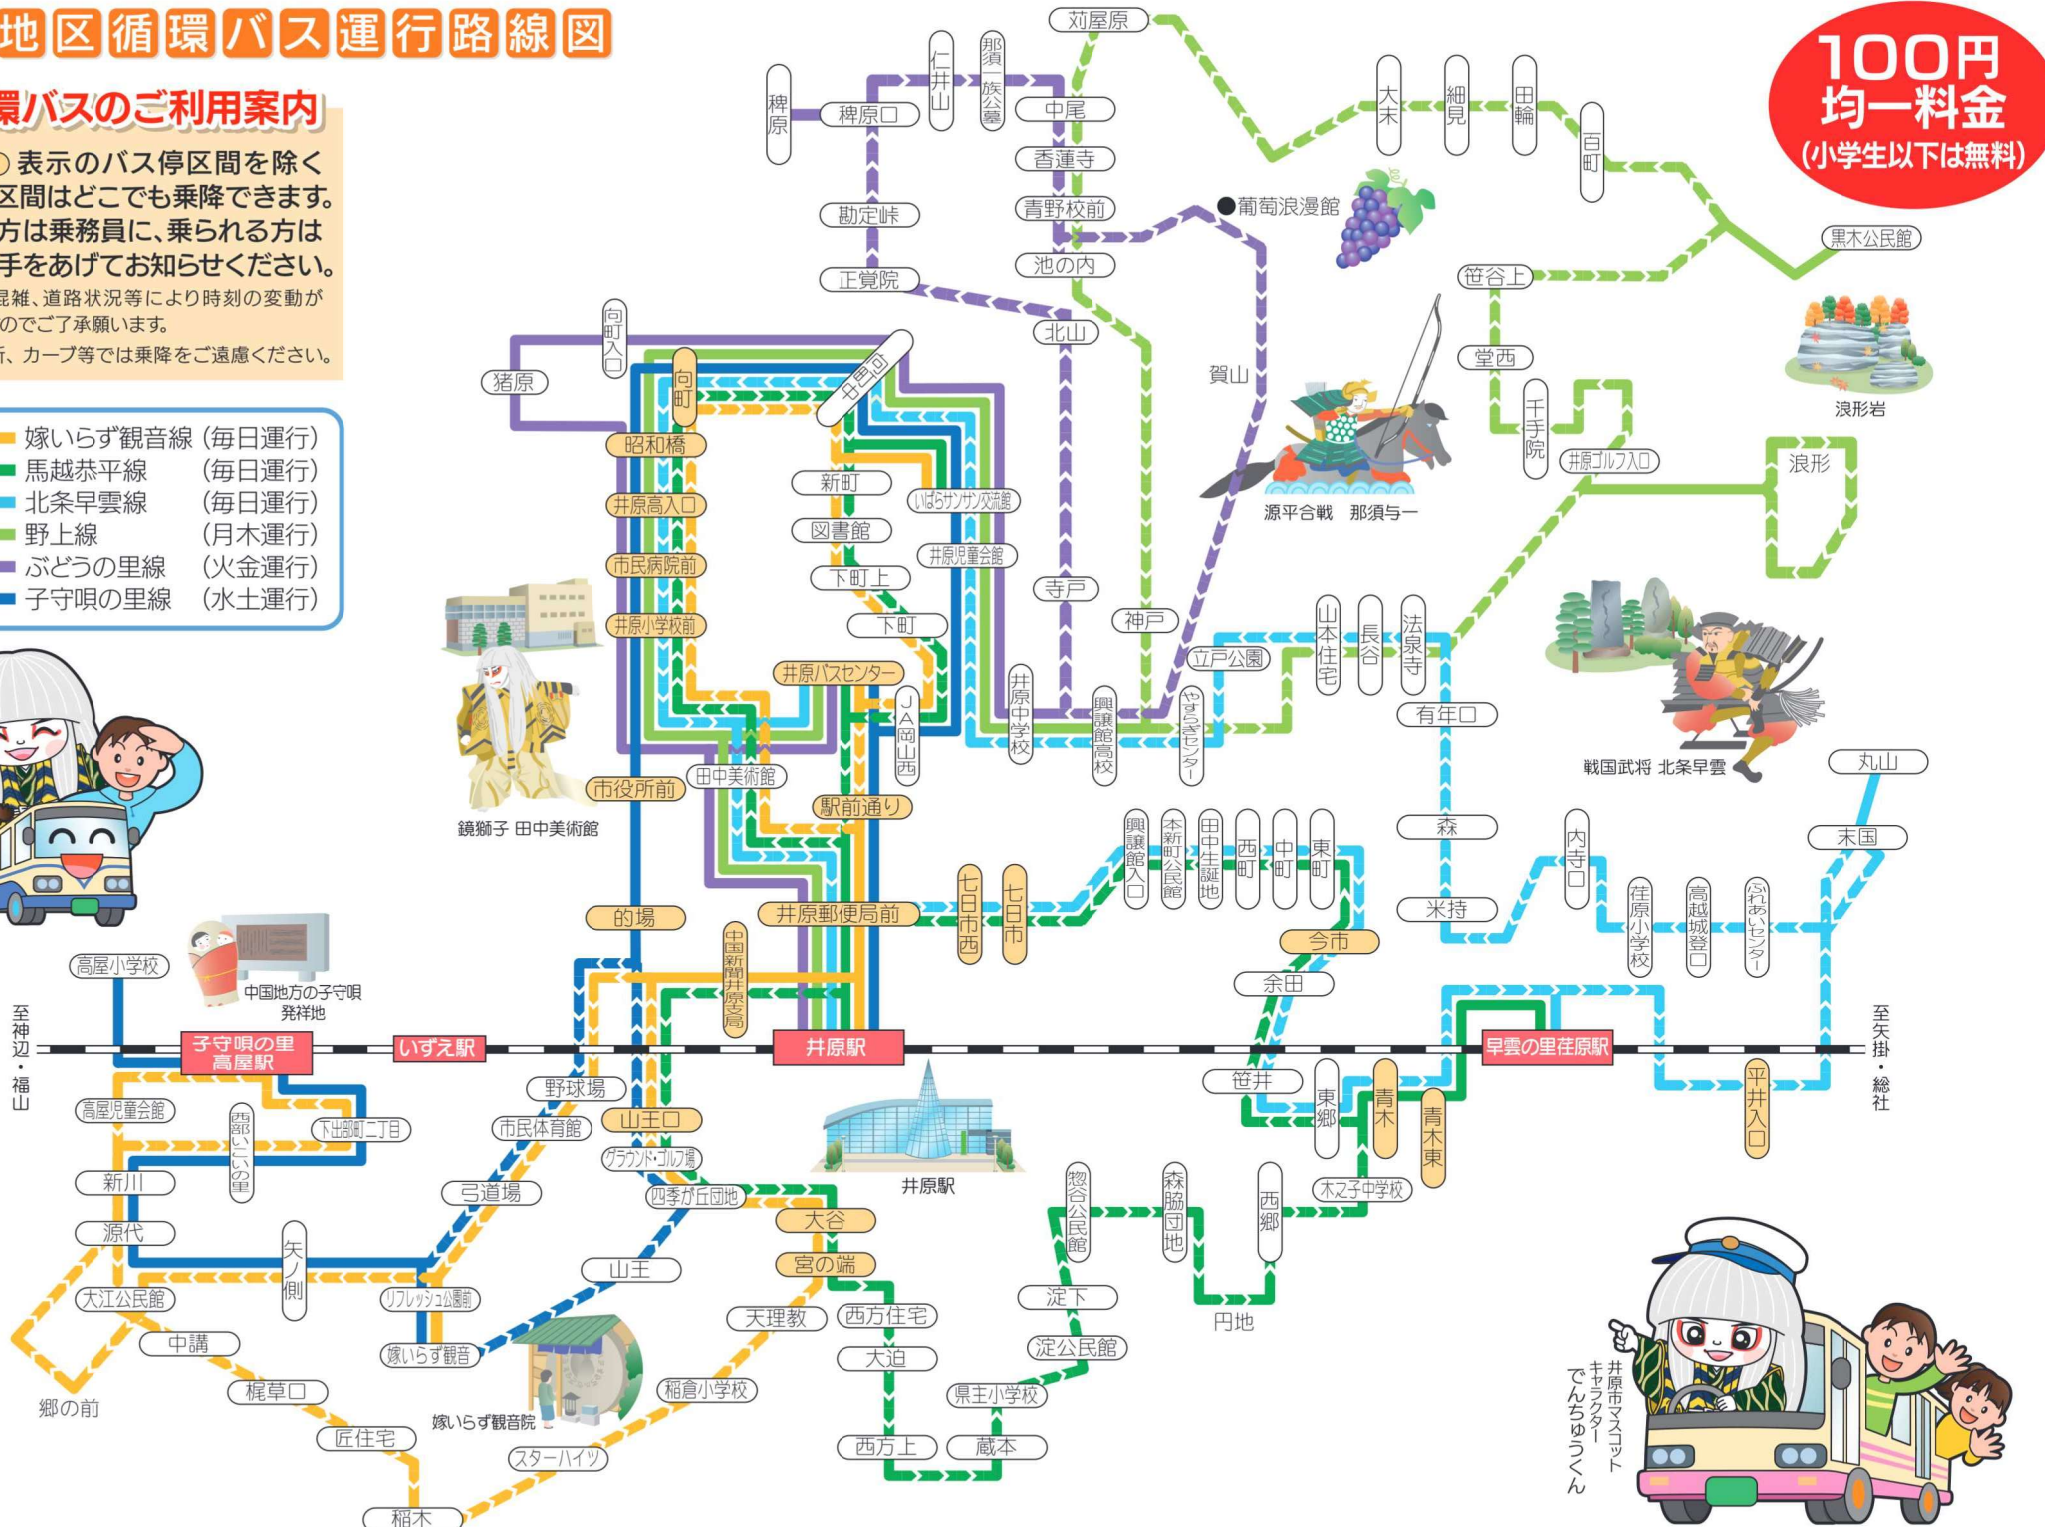 地区循環バス運行路線図
環バスのご利用案内
表示のバス停区間を除く
区間はどこでも乗降できます。
方は乗務員に、乗られる方は
手をあげてお知らせください。
混雑、道路状況等により時刻の変動が
のでご了承願います。
所、カーブ等では乗降をご遠慮ください。
嫁いらず観音線(毎日運行)
馬越恭平線(毎日運行)
北条早雲線(毎日運行)
野上線(月木運行)
ぶどうの里線(火金運行)
子守唄の里線(水土運行)
100円
均一料金
(小学生以下は無料)
苅屋原
稗原
稗原口
仁井山
那須一族公墓
中尾
香蓮寺
青野校前
池の内
勘定峠
正覚院
北山
葡萄浪漫館
大末
細見
田輪
百町
黒木公民館
笹谷上
堂西
千手院
井原ゴルフ入口
浪形岩
浪形
賀山
源平合戦 那須与一
向町入口
猪原
向町
昭和橋
井原高入口
市民病院前
井原小学校前
新町
図書館
下町上
下町
いばらサンサン交流館
井原児童会館
寺戸
神戸
井原バスセンター
JA岡山西
井原中学校
興譲館高校
やすらぎセンター
立戸公園
山本住宅
長谷
法泉寺
有年口
森
米持
戦国武将 北条早雲
丸山
末国
内寺口
荏原小学校
高越城登口
ふれあいセンター
鏡獅子 田中美術館
市役所前
田中美術館
駅前通り
的場
井原郵便局前
中国新聞井原支局
七日市西
七日市
興譲館入口
本新町公民館
田中生誕地
西町
中町
東町
今市
余田
笹井
東郷
青木
青木東
平井入口
高屋小学校
中国地方の子守唄
発祥地
至神辺・福山
子守唄の里
高屋駅
いずえ駅
井原駅
早雲の里荏原駅
至矢掛・総社
高屋児童会館
西部いこいの里
下出部町二丁目
新川
源代
大江公民館
矢ノ側
郷の前
中講
梶草口
匠住宅
稲木
野球場
市民体育館
弓道場
リフレッシュ公園前
嫁いらず観音
嫁いらず観音院
山王口
グラウンド・ゴルフ場
四季が丘団地
山王
大谷
宮の端
天理教
稲倉小学校
スターハイツ
井原駅
西方住宅
大迫
西方上
蔵本
県主小学校
淀公民館
淀下
惣谷公民館
森脇団地
円地
西郷
木之子中学校
井原市マスコット
キャラクター
でんちゅうくん